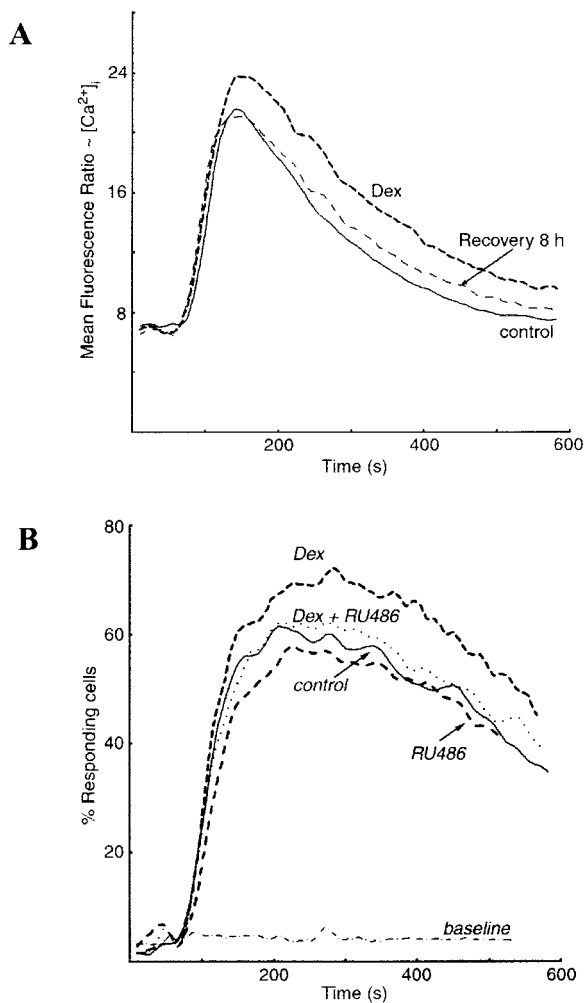 A
Mean Fluorescence Ratio ~ [Ca²⁺]ᵢ
24
16
8
Dex
Recovery 8 h
control
200
400
600
Time (s)
B
% Responding cells
80
60
40
20
Dex
Dex + RU486
control
RU486
baseline
200
400
600
Time (s)